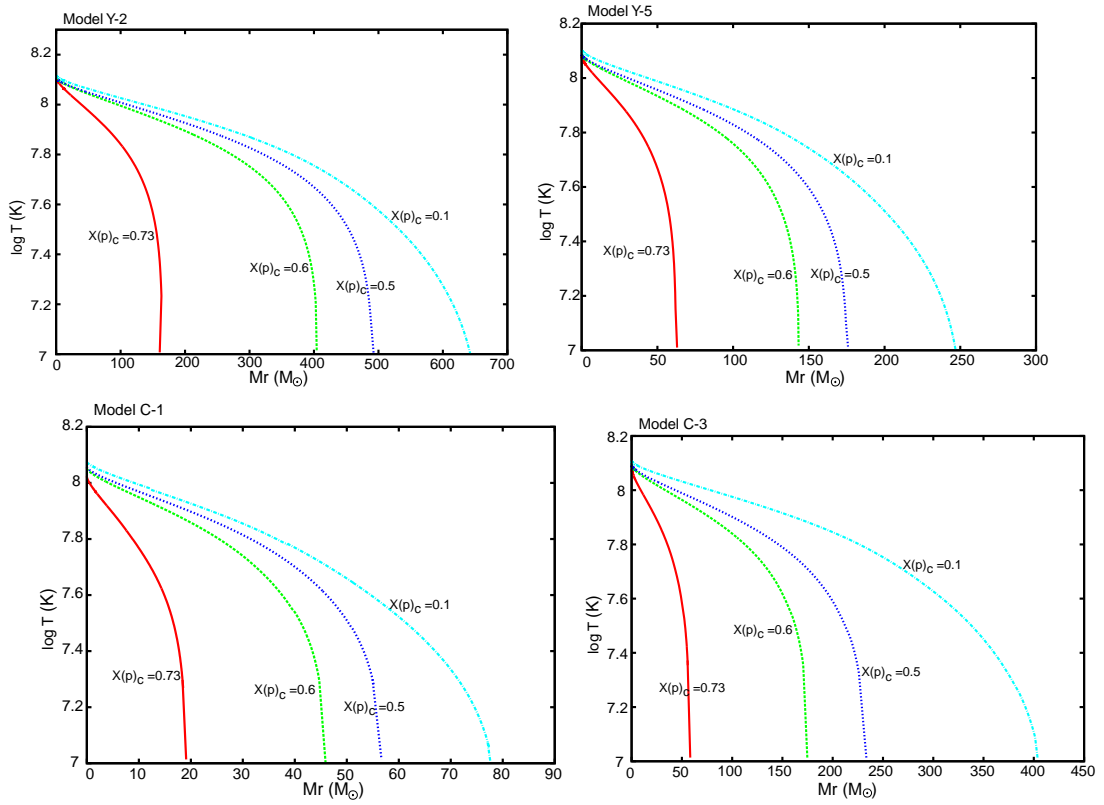 Model Y-2
8.2
8
7.8
7.6
7.4
7.2
7
log T (K)
X(p)c =0.73
X(p)c =0.6
X(p)c =0.5
X(p)c =0.1
0 100 200 300 400 500 600 700
Mr (M⊙)
Model Y-5
8.2
8
7.8
7.6
7.4
7.2
7
log T (K)
X(p)c =0.73
X(p)c =0.6
X(p)c =0.5
X(p)c =0.1
0 50 100 150 200 250 300
Mr (M⊙)
Model C-1
8.2
8
7.8
7.6
7.4
7.2
7
log T (K)
X(p)c =0.73
X(p)c =0.6
X(p)c =0.5
X(p)c =0.1
0 10 20 30 40 50 60 70 80 90
Mr (M⊙)
Model C-3
8.2
8
7.8
7.6
7.4
7.2
7
log T (K)
X(p)c =0.73
X(p)c =0.6
X(p)c =0.5
X(p)c =0.1
0 50 100 150 200 250 300 350 400 450
Mr (M⊙)